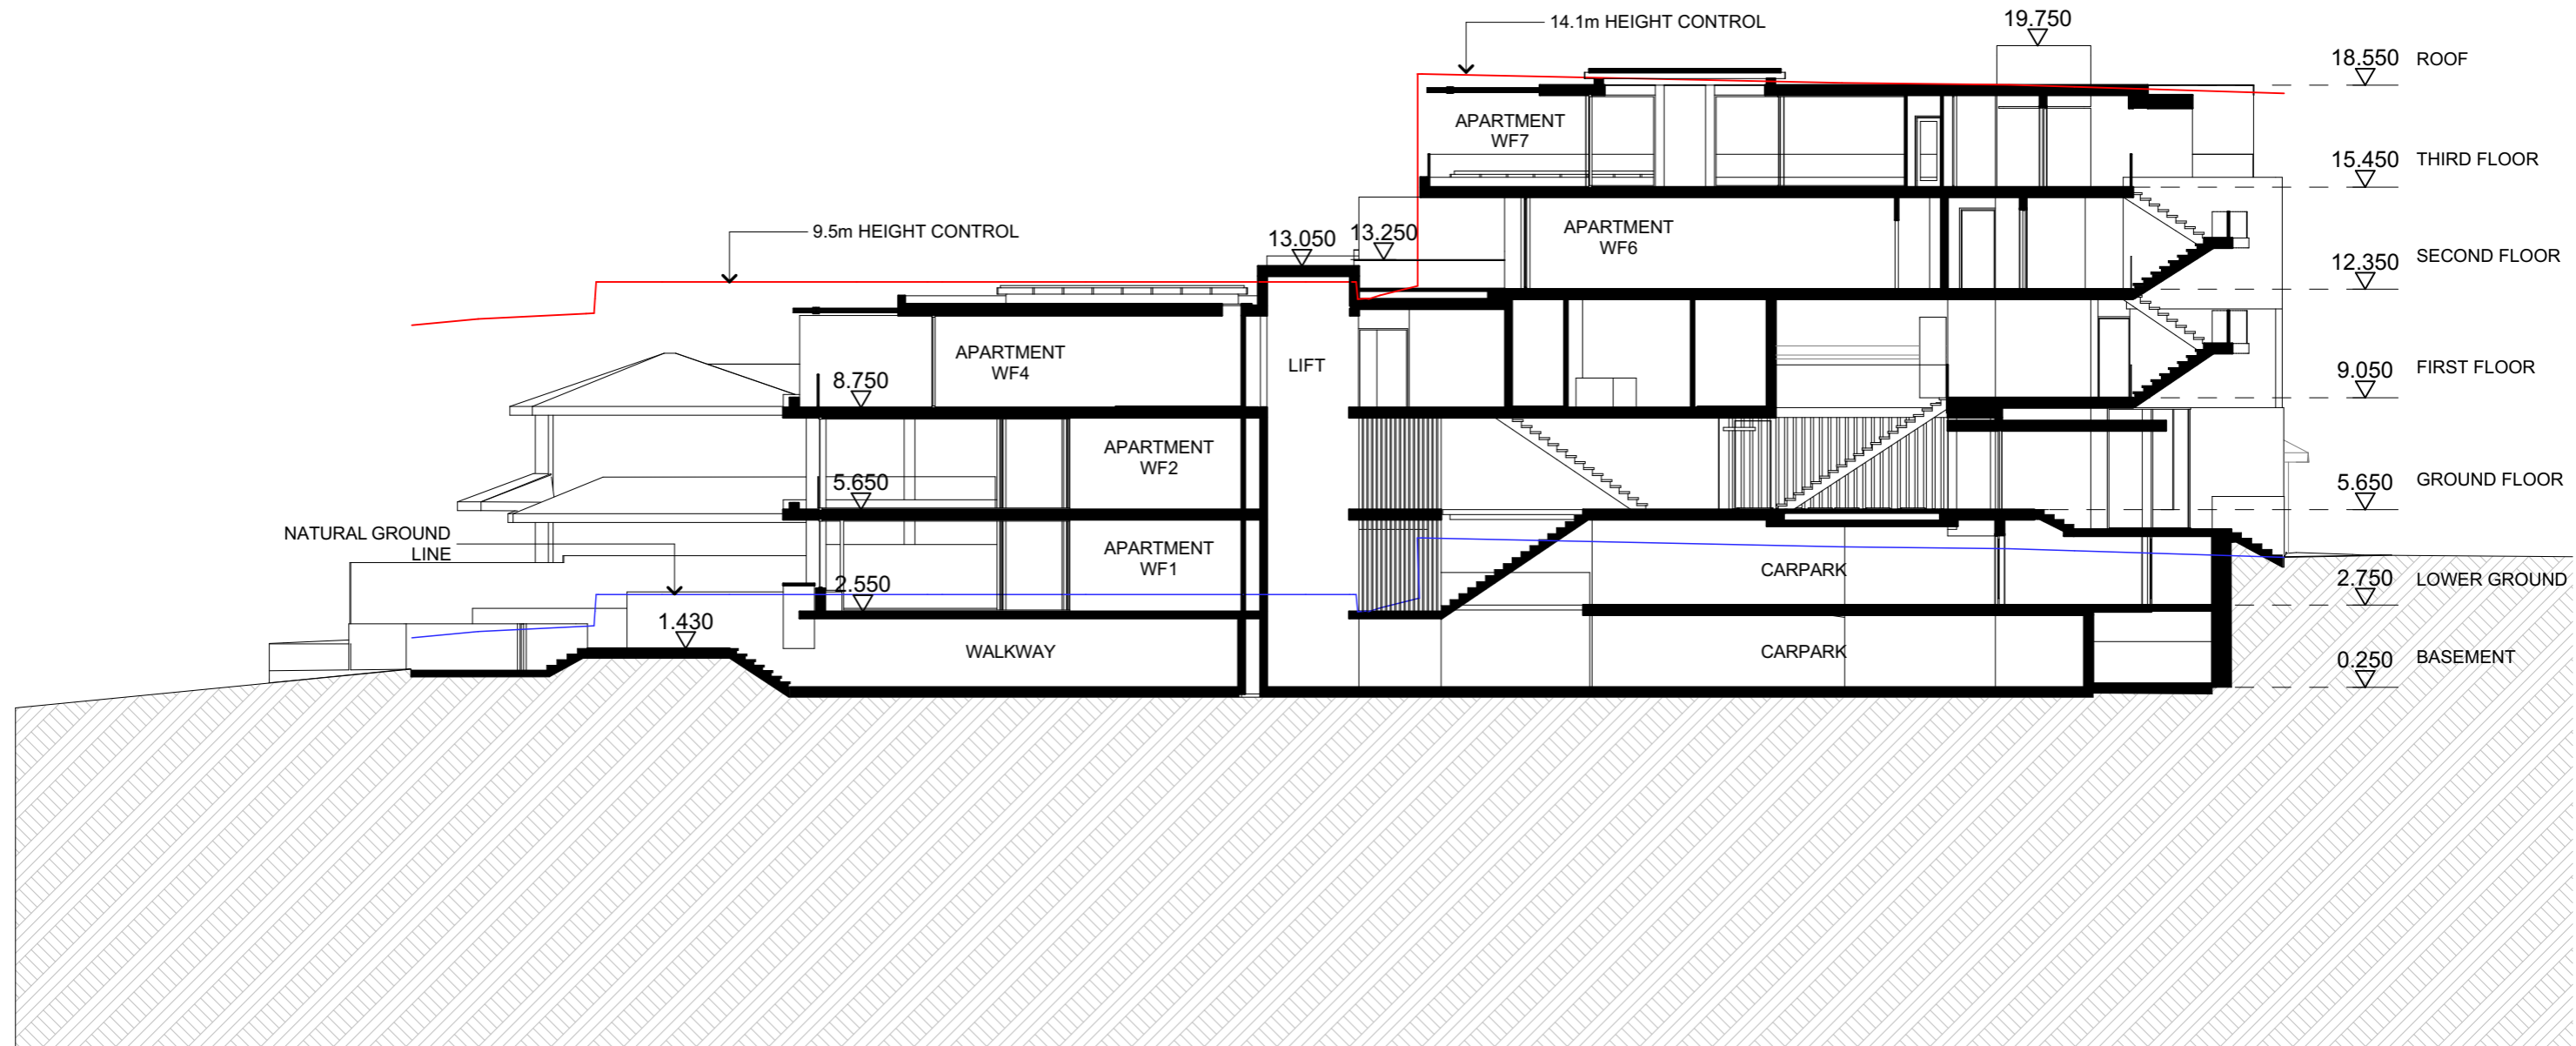 14.1m HEIGHT CONTROL
19.750
18.550 ROOF
APARTMENT
WF7
15.450 THIRD FLOOR
9.5m HEIGHT CONTROL
13.050
13.250
APARTMENT
WF6
12.350 SECOND FLOOR
APARTMENT
WF4
LIFT
8.750
9.050 FIRST FLOOR
APARTMENT
WF2
5.650
5.650 GROUND FLOOR
NATURAL GROUND
LINE
APARTMENT
WF1
CARPARK
2.550
2.750 LOWER GROUND
1.430
WALKWAY
CARPARK
0.250 BASEMENT